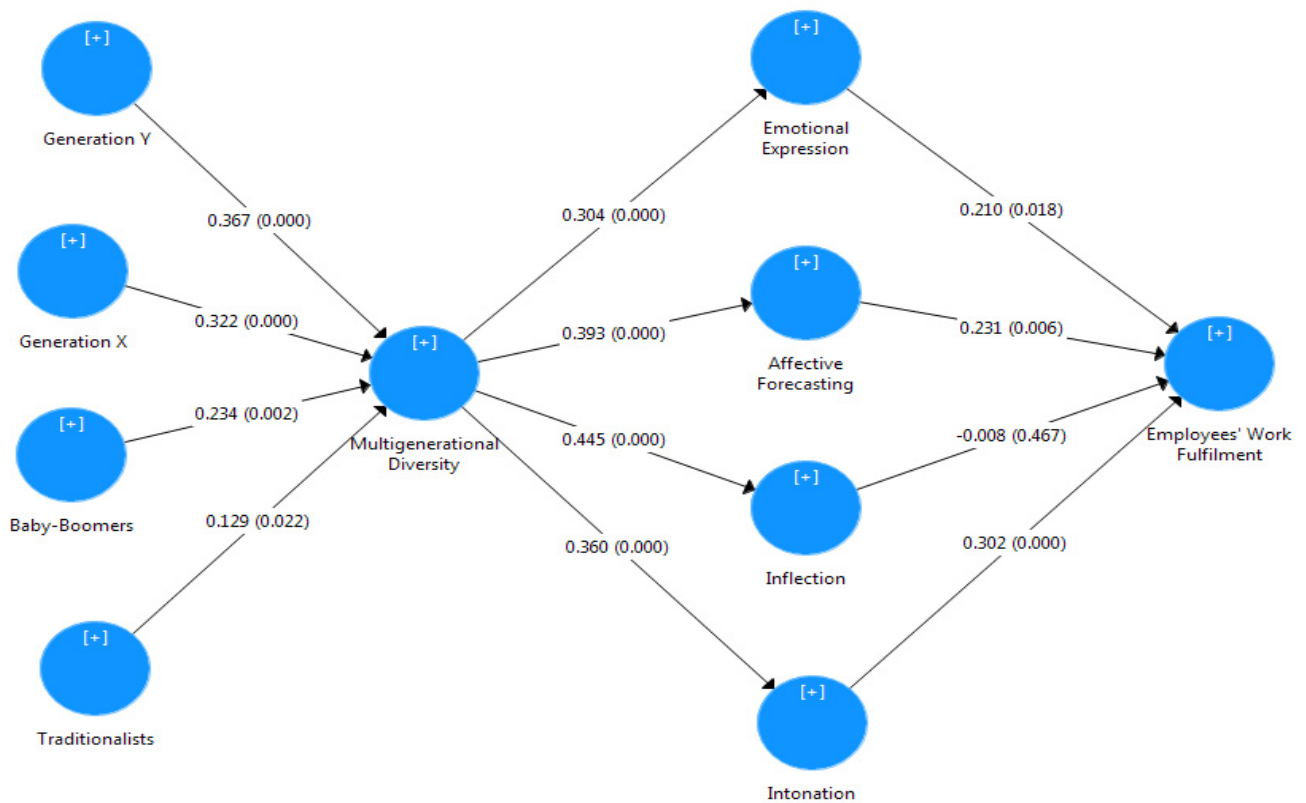 [+]
Generation Y
[+]
Generation X
[+]
Baby-Boomers
[+]
Traditionalists
0.367 (0.000)
0.322 (0.000)
0.234 (0.002)
0.129 (0.022)
[+]
Multigenerational
Diversity
0.304 (0.000)
0.393 (0.000)
0.445 (0.000)
0.360 (0.000)
[+]
Emotional
Expression
[+]
Affective
Forecasting
[+]
Inflection
[+]
Intonation
0.210 (0.018)
0.231 (0.006)
-0.008 (0.467)
0.302 (0.000)
[+]
Employees' Work
Fulfilment